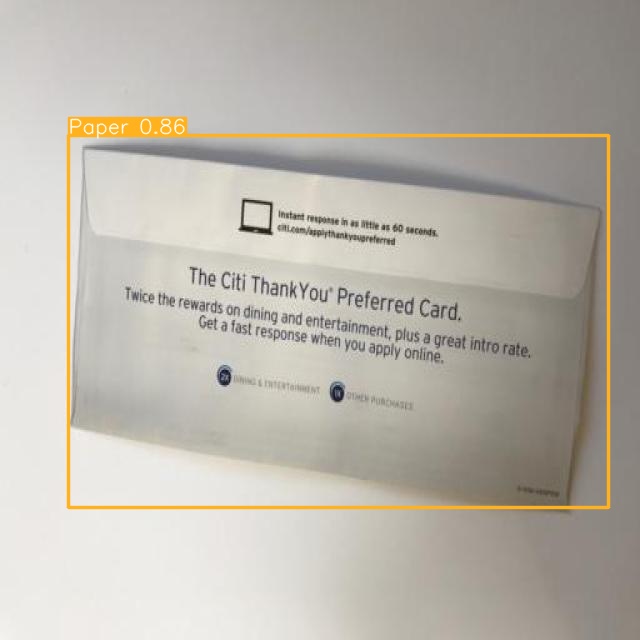 Paper 0.86
Instant response in as little as 60 seconds.
citi.com/applythankyoupreferred
The Citi ThankYou® Preferred Card.
Twice the rewards on dining and entertainment, plus a great intro rate.
Get a fast response when you apply online.
2X DINING & ENTERTAINMENT 1X OTHER PURCHASES